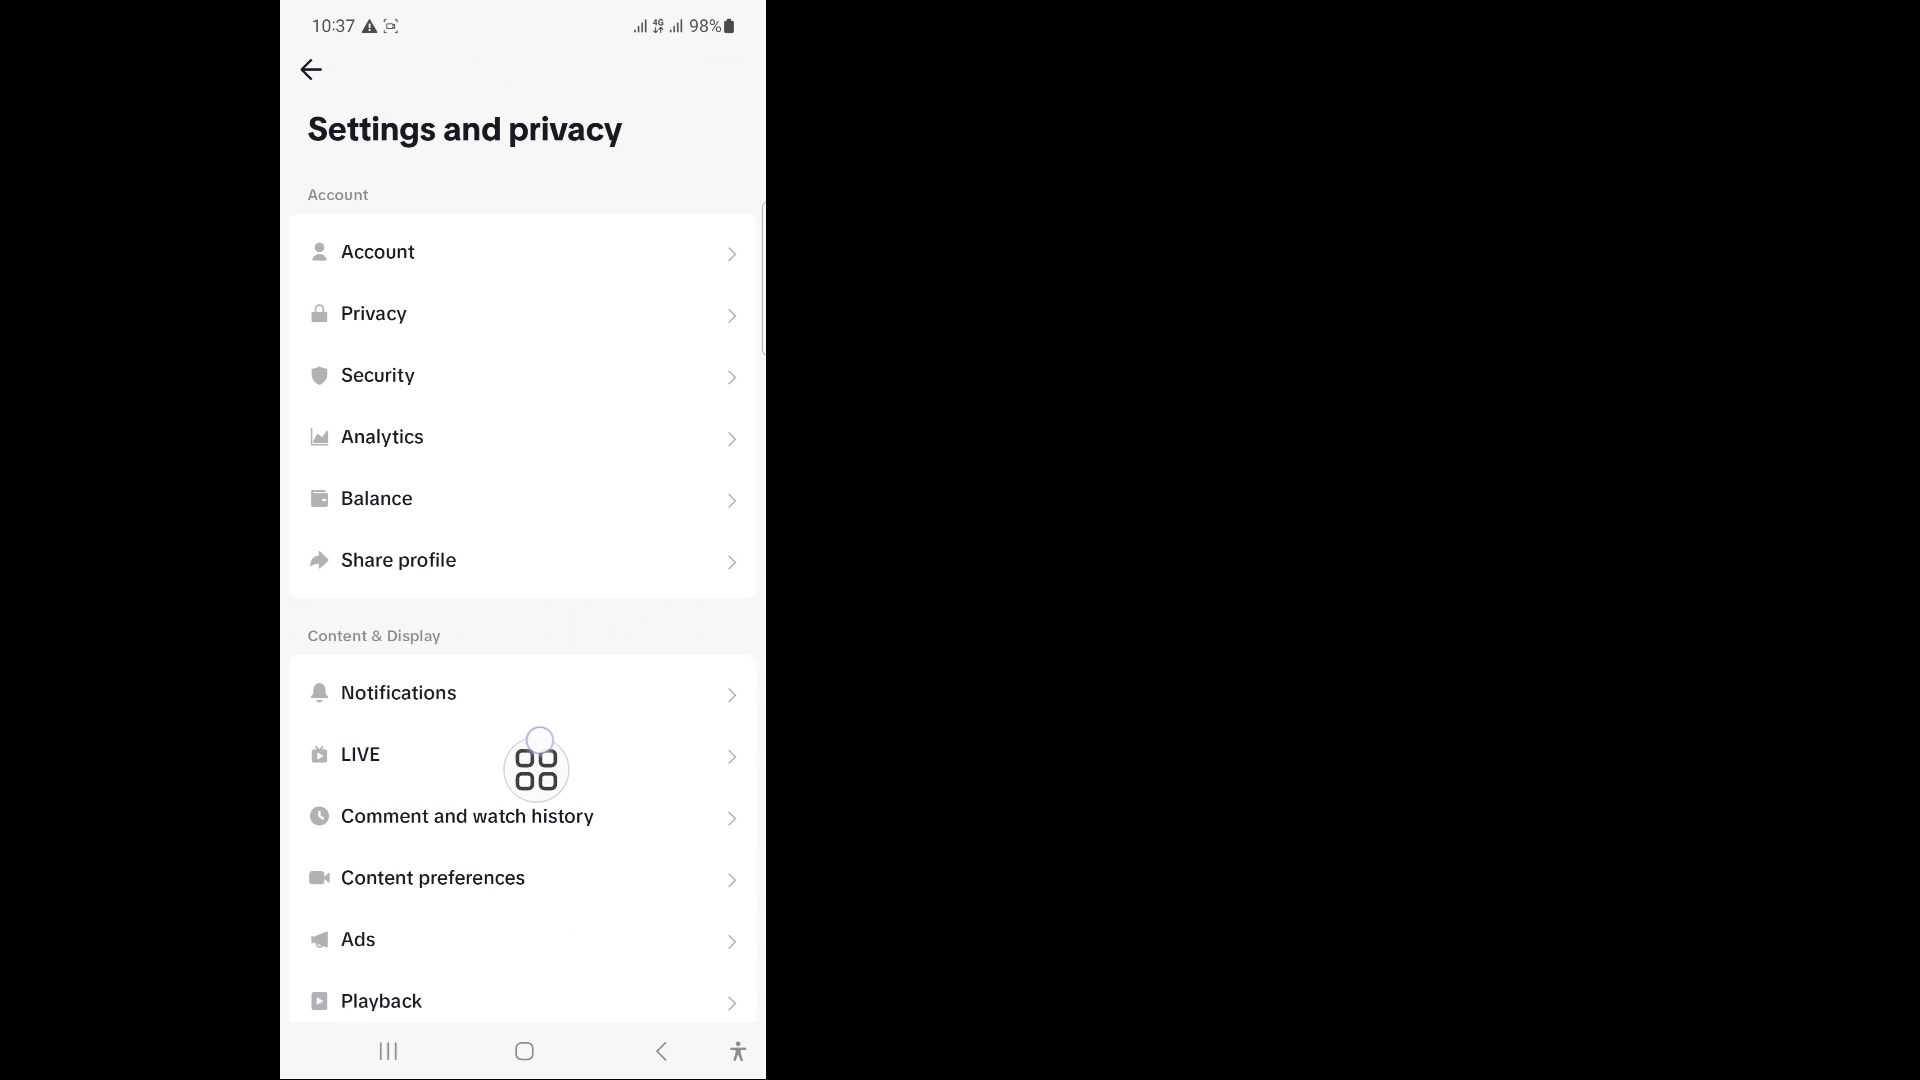 10:37
4G 98%
Settings and privacy
Account
Account
Privacy
Security
Analytics
Balance
Share profile
Content & Display
Notifications
LIVE
Comment and watch history
Content preferences
Ads
Playback